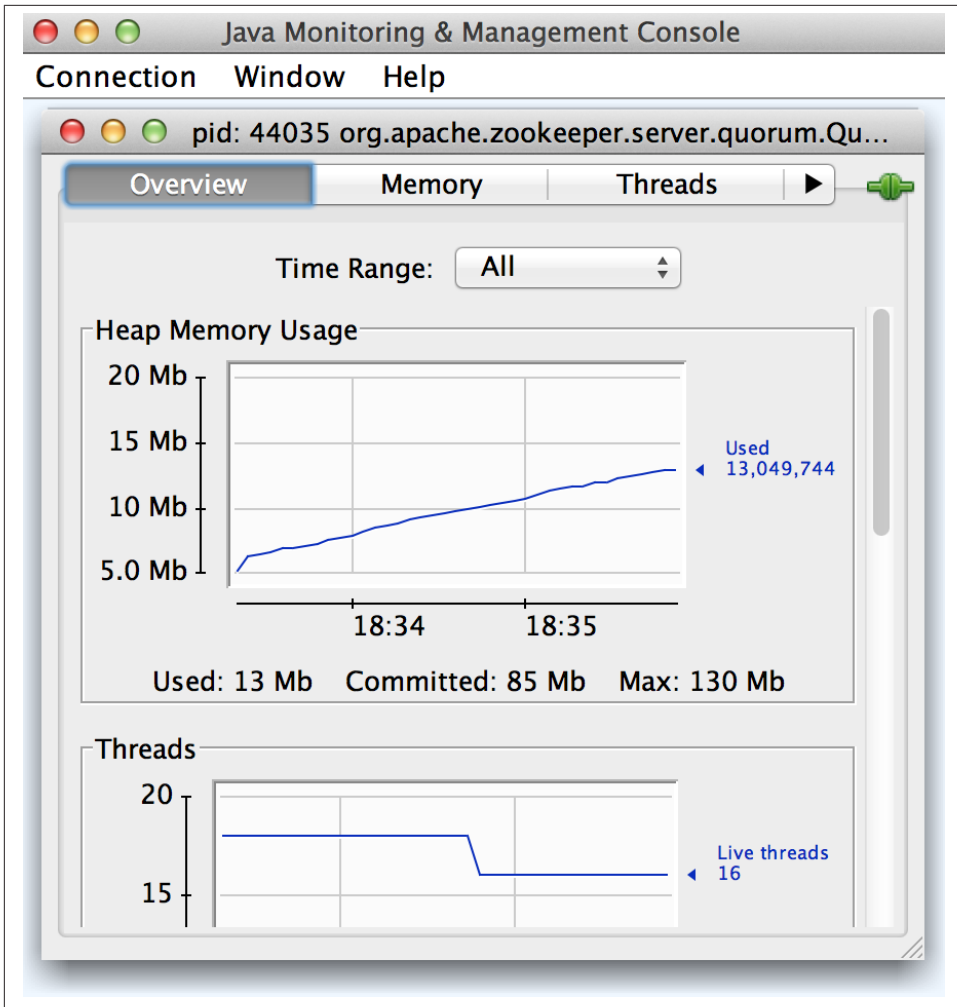 Java Monitoring & Management Console
Connection Window Help
pid: 44035 org.apache.zookeeper.server.quorum.Qu...
Overview Memory Threads
Time Range: All
Heap Memory Usage
20 Mb
15 Mb
10 Mb
5.0 Mb
Used
13,049,744
18:34 18:35
Used: 13 Mb Committed: 85 Mb Max: 130 Mb
Threads
20
15
Live threads
16